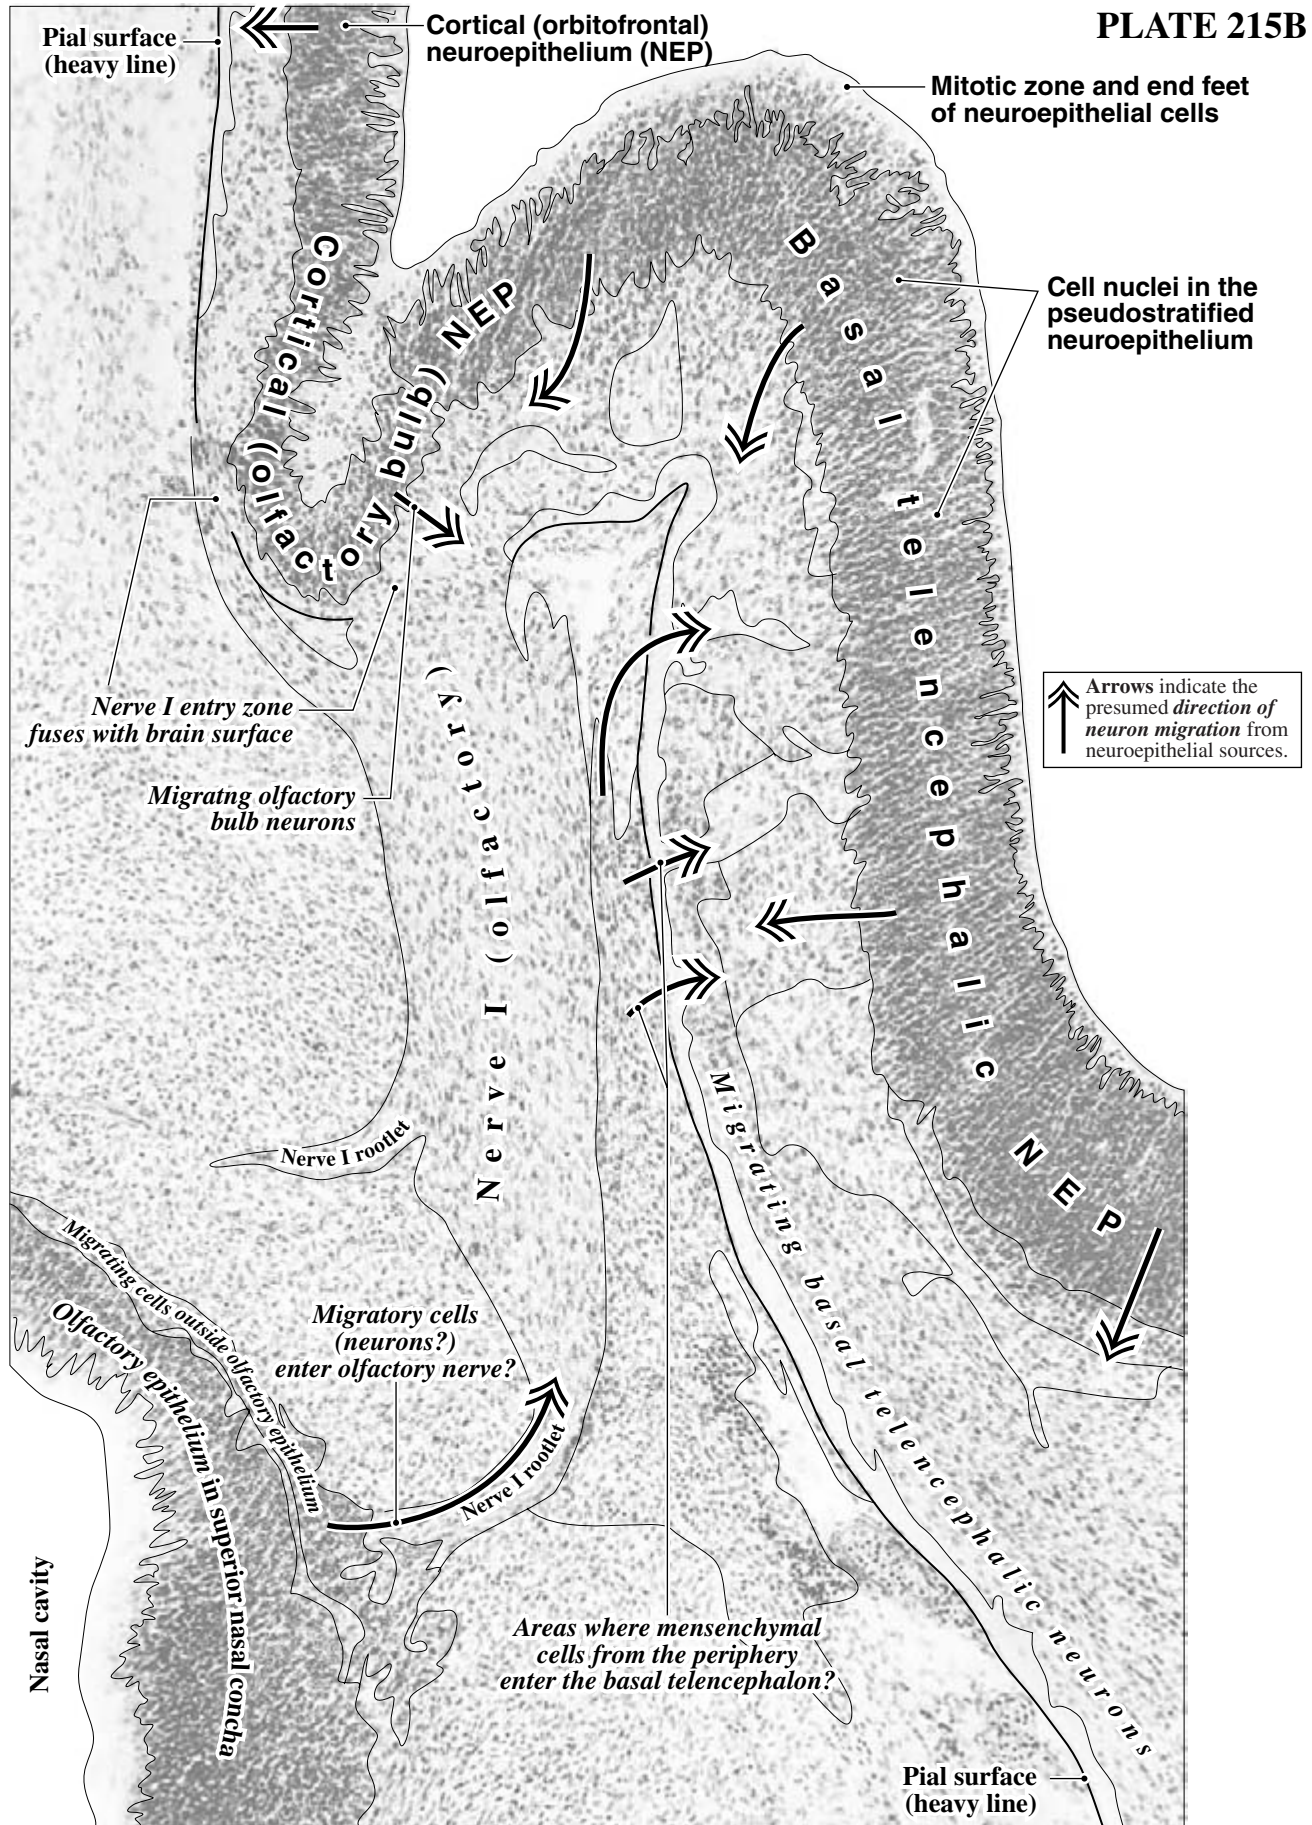 PLATE 215B
Pial surface
(heavy line)
Cortical (orbitofrontal)
neuroepithelium (NEP)
Mitotic zone and end feet
of neuroepithelial cells
Cell nuclei in the
pseudostratified
neuroepithelium
Cortical (olfactory bulb) NEP
Basal telencephalic NEP
Arrows indicate the
presumed direction of
neuron migration from
neuroepithelial sources.
Nerve I entry zone
fuses with brain surface
Migratng olfactory
bulb neurons
Nerve I (olfactory)
Nerve I rootlet
Migrating basal telencephalic neurons
Migrating cells outside olfactory epithelium
Olfactory epithelium in superior nasal concha
Migratory cells
(neurons?)
enter olfactory nerve?
Nerve I rootlet
Nasal cavity
Areas where mensenchymal
cells from the periphery
enter the basal telencephalon?
Pial surface
(heavy line)